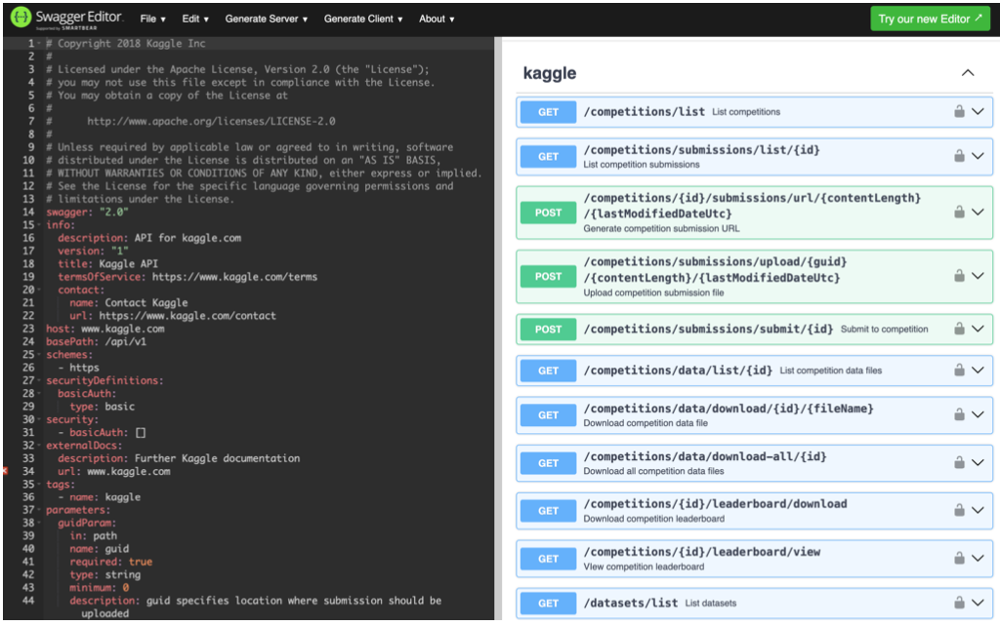 Swagger Editor
Supported by SMARTBEAR
File ▾ Edit ▾ Generate Server ▾ Generate Client ▾ About ▾
Try our new Editor ↗
1 # Copyright 2018 Kaggle Inc
2 #
3 # Licensed under the Apache License, Version 2.0 (the "License");
4 # you may not use this file except in compliance with the License.
5 # You may obtain a copy of the License at
6 #
7 #     http://www.apache.org/licenses/LICENSE-2.0
8 #
9 # Unless required by applicable law or agreed to in writing, software
10 # distributed under the License is distributed on an "AS IS" BASIS,
11 # WITHOUT WARRANTIES OR CONDITIONS OF ANY KIND, either express or implied.
12 # See the License for the specific language governing permissions and
13 # limitations under the License.
14 swagger: "2.0"
15 info:
16   description: API for kaggle.com
17   version: "1"
18   title: Kaggle API
19   termsOfService: https://www.kaggle.com/terms
20   contact:
21     name: Contact Kaggle
22     url: https://www.kaggle.com/contact
23 host: www.kaggle.com
24 basePath: /api/v1
25 schemes:
26   - https
27 securityDefinitions:
28   basicAuth:
29     type: basic
30 security:
31   - basicAuth: []
32 externalDocs:
33   description: Further Kaggle documentation
34   url: www.kaggle.com
35 tags:
36   - name: kaggle
37 parameters:
38   guidParam:
39     in: path
40     name: guid
41     required: true
42     type: string
43     minimum: 0
44     description: guid specifies location where submission should be
uploaded
kaggle
GET /competitions/list List competitions
GET /competitions/submissions/list/{id}
List competition submissions
POST /competitions/{id}/submissions/url/{contentLength}
/{lastModifiedDateUtc}
Generate competition submission URL
POST /competitions/submissions/upload/{guid}
/{contentLength}/{lastModifiedDateUtc}
Upload competition submission file
POST /competitions/submissions/submit/{id} Submit to competition
GET /competitions/data/list/{id} List competition data files
GET /competitions/data/download/{id}/{fileName}
Download competition data file
GET /competitions/data/download-all/{id}
Download all competition data files
GET /competitions/{id}/leaderboard/download
Download competition leaderboard
GET /competitions/{id}/leaderboard/view
VIew competition leaderboard
GET /datasets/list List datasets